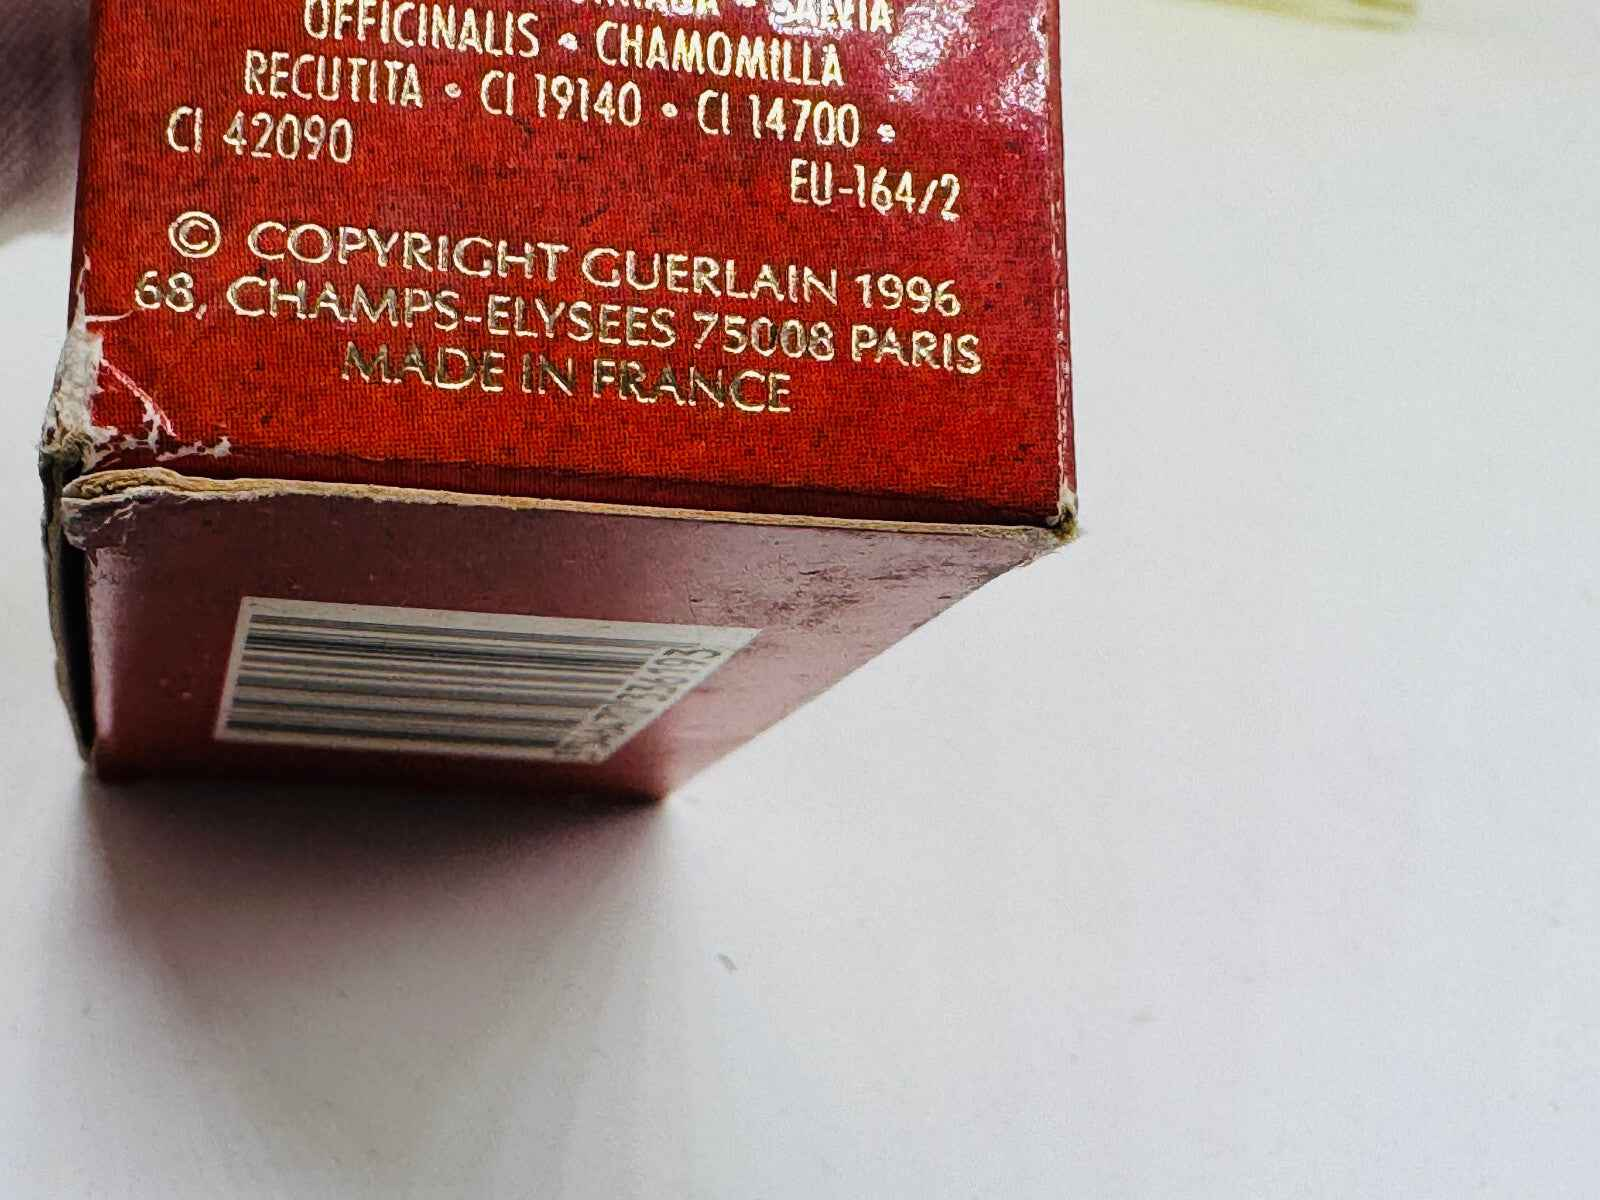 SALVIA
OFFICINALIS • CHAMOMILLA
RECUTITA • CI 19140 • CI 14700 •
CI 42090
EU-164/2
© COPYRIGHT GUERLAIN 1996
68, CHAMPS-ELYSEES 75008 PARIS
MADE IN FRANCE